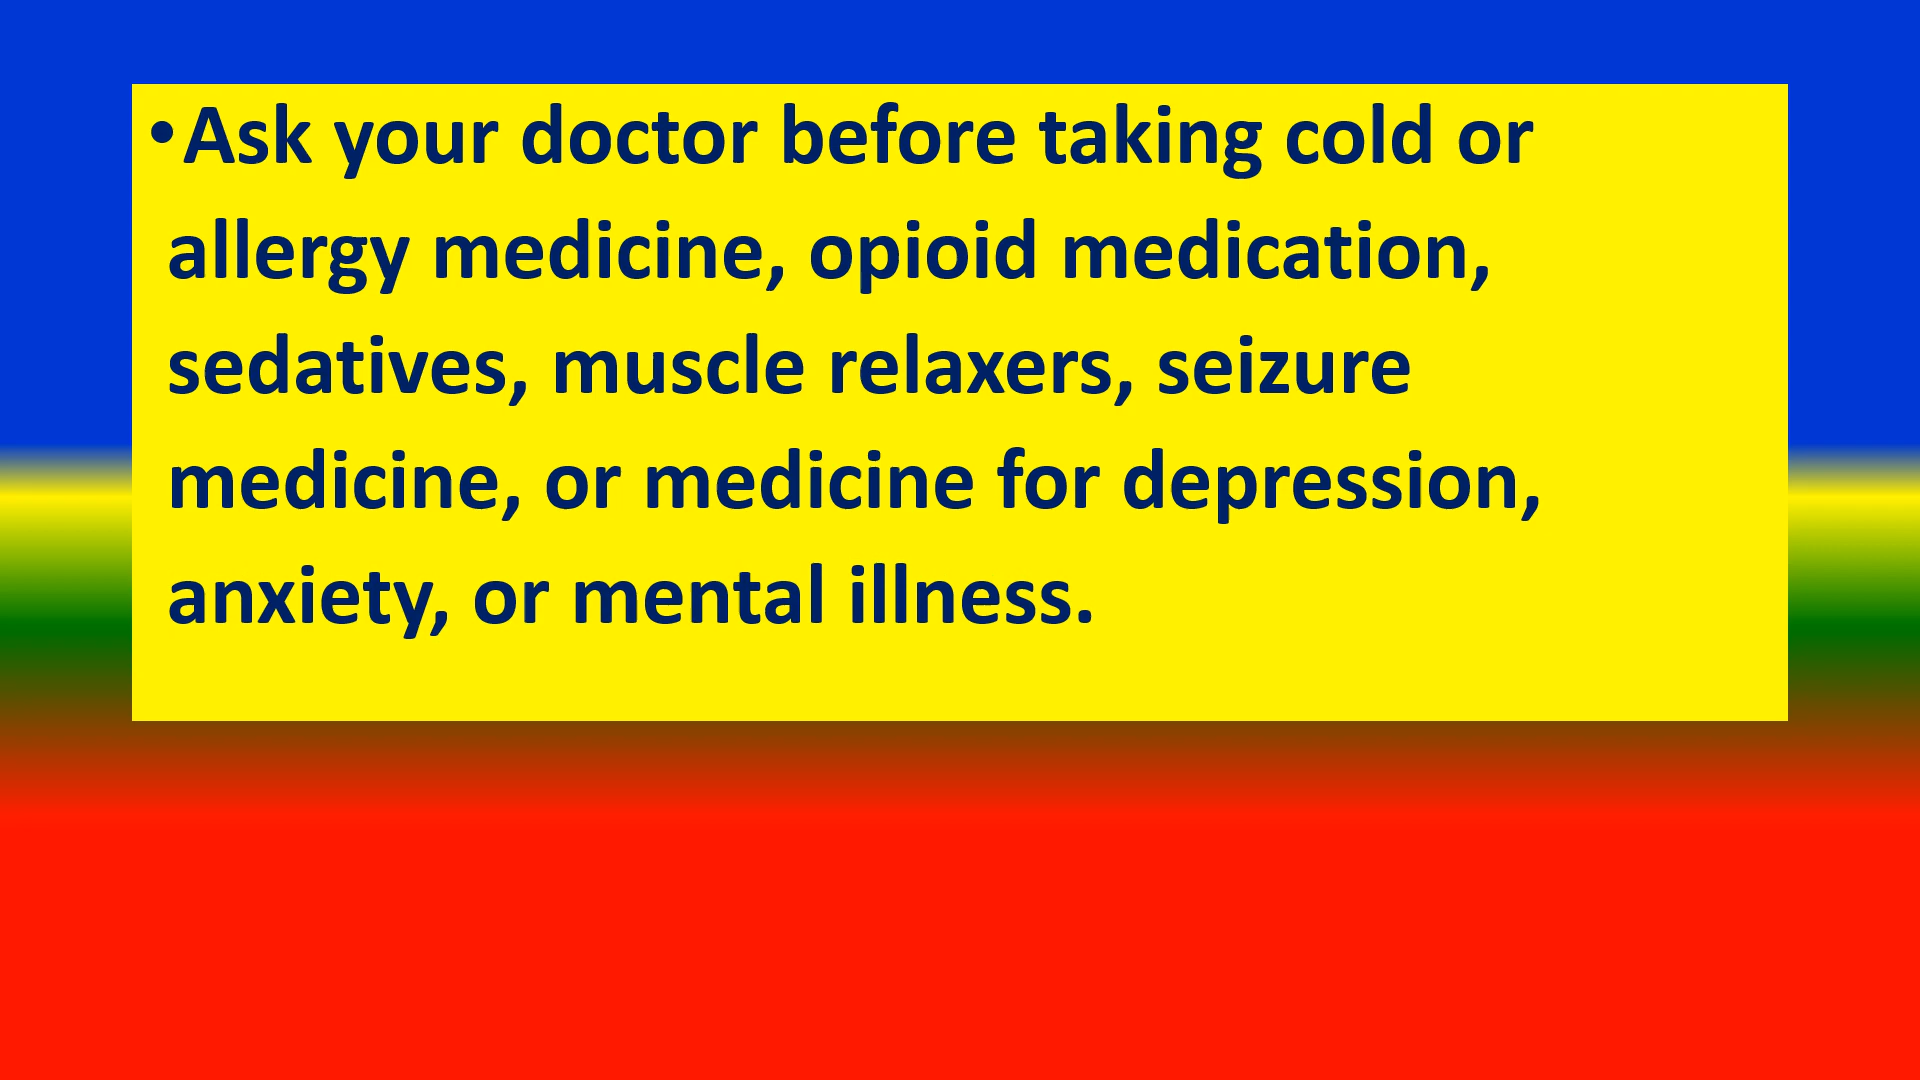 •Ask your doctor before taking cold or
allergy medicine, opioid medication,
sedatives, muscle relaxers, seizure
medicine, or medicine for depression,
anxiety, or mental illness.